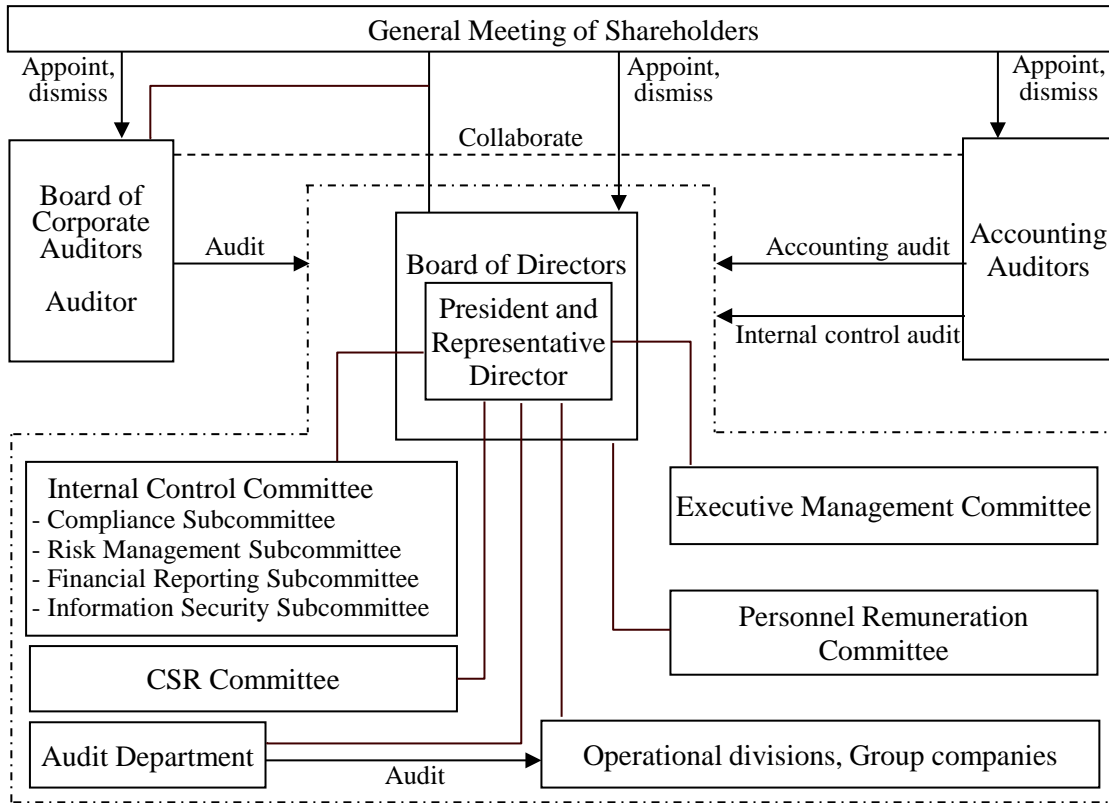 General Meeting of Shareholders
Appoint,
dismiss
Appoint,
dismiss
Appoint,
dismiss
Collaborate
Board of
Corporate
Auditors
Auditor
Audit
Board of Directors
President and
Representative
Director
Accounting audit
Internal control audit
Accounting
Auditors
Internal Control Committee
- Compliance Subcommittee
- Risk Management Subcommittee
- Financial Reporting Subcommittee
- Information Security Subcommittee
Executive Management Committee
Personnel Remuneration
Committee
CSR Committee
Audit Department
Audit
Operational divisions, Group companies